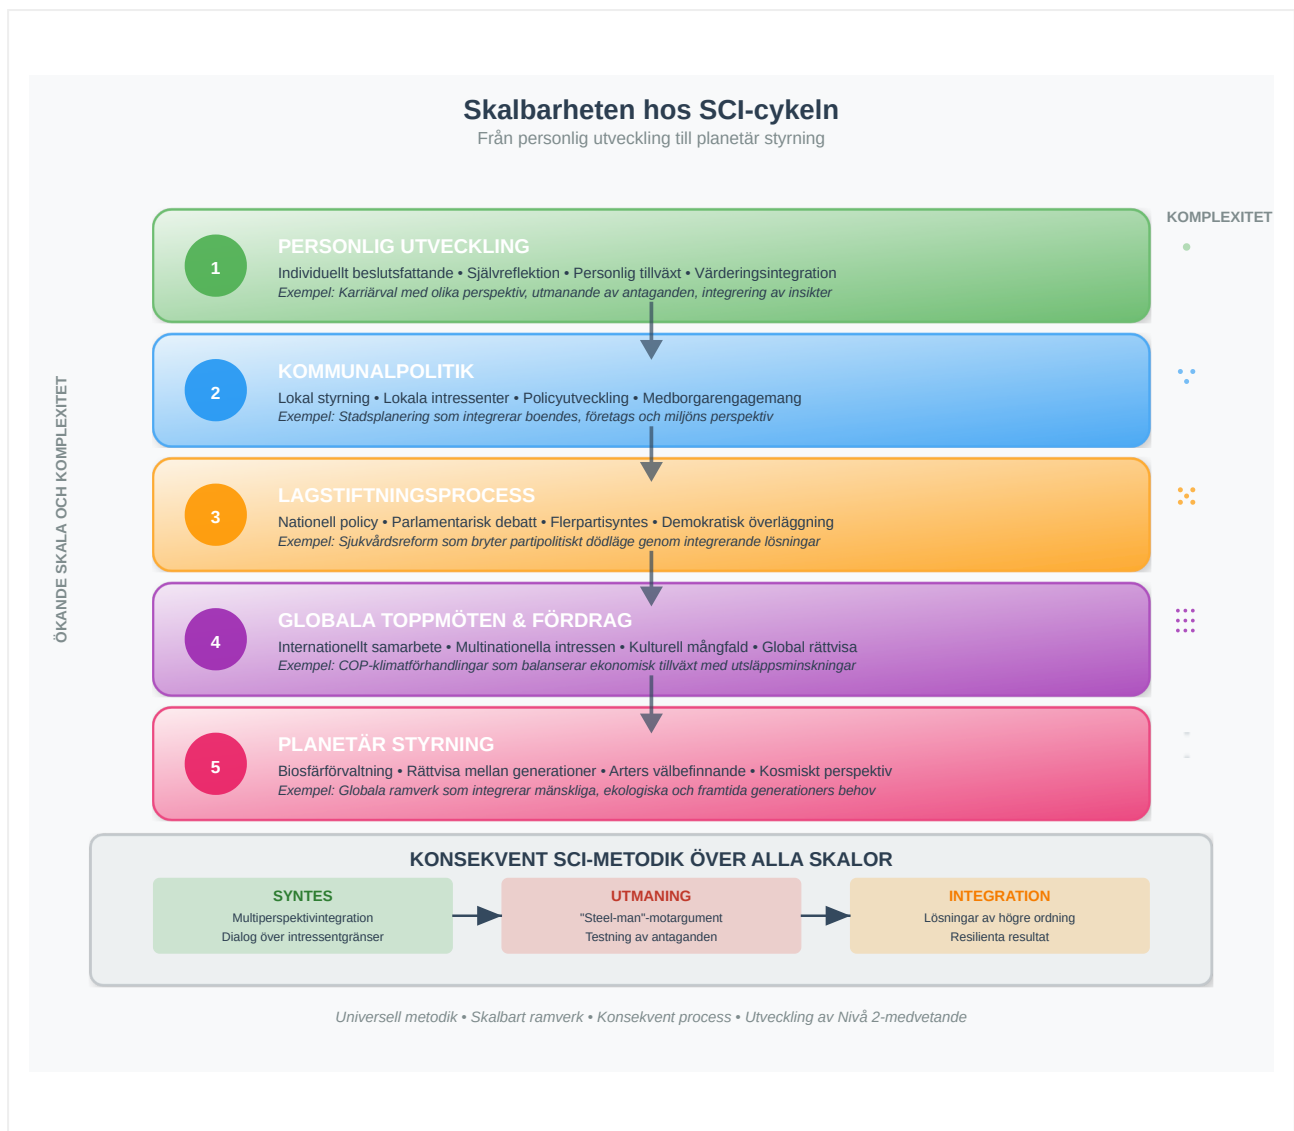 Skalbarheten hos SCI-cykeln
Från personlig utveckling till planetär styrning
KOMPLEXITET
ÖKANDE SKALA OCH KOMPLEXITET
1
PERSONLIG UTVECKLING
Individuellt beslutsfattande • Självreflektion • Personlig tillväxt • Värderingsintegration
Exempel: Karriärval med olika perspektiv, utmanande av antaganden, integrering av insikter
2
KOMMUNALPOLITIK
Lokal styrning • Lokala intressenter • Policyutveckling • Medborgarengagemang
Exempel: Stadsplanering som integrerar boendes, företags och miljöns perspektiv
3
LAGSTIFTNINGSPROCESS
Nationell policy • Parlamentarisk debatt • Flerpartisyntes • Demokratisk överläggning
Exempel: Sjukvårdsreform som bryter partipolitiskt dödläge genom integrerande lösningar
4
GLOBALA TOPPMÖTEN & FÖRDRAG
Internationellt samarbete • Multinationella intressen • Kulturell mångfald • Global rättvisa
Exempel: COP-klimatförhandlingar som balanserar ekonomisk tillväxt med utsläppsminskningar
5
PLANETÄR STYRNING
Biosfärförvaltning • Rättvisa mellan generationer • Arters välbefinnande • Kosmiskt perspektiv
Exempel: Globala ramverk som integrerar mänskliga, ekologiska och framtida generationers behov
KONSEKVENT SCI-METODIK ÖVER ALLA SKALOR
SYNTES
Multiperspektivintegration
Dialog över intressentgränser
UTMANING
"Steel-man"-motargument
Testning av antaganden
INTEGRATION
Lösningar av högre ordning
Resilienta resultat
Universell metodik • Skalbart ramverk • Konsekvent process • Utveckling av Nivå 2-medvetande